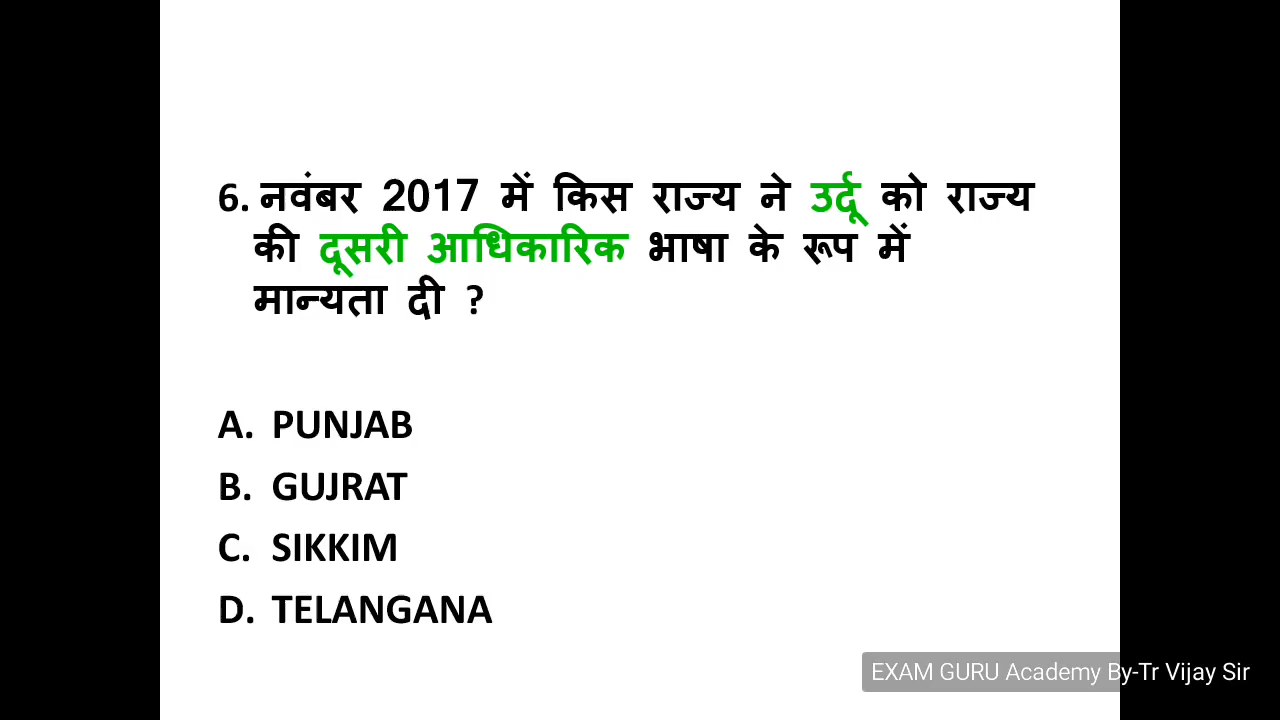 6. नवंबर 2017 में किस राज्य ने उर्दू को राज्य
की दूसरी आधिकारिक भाषा के रूप में
मान्यता दी ?
A. PUNJAB
B. GUJRAT
C. SIKKIM
D. TELANGANA
EXAM GURU Academy By-Tr Vijay Sir